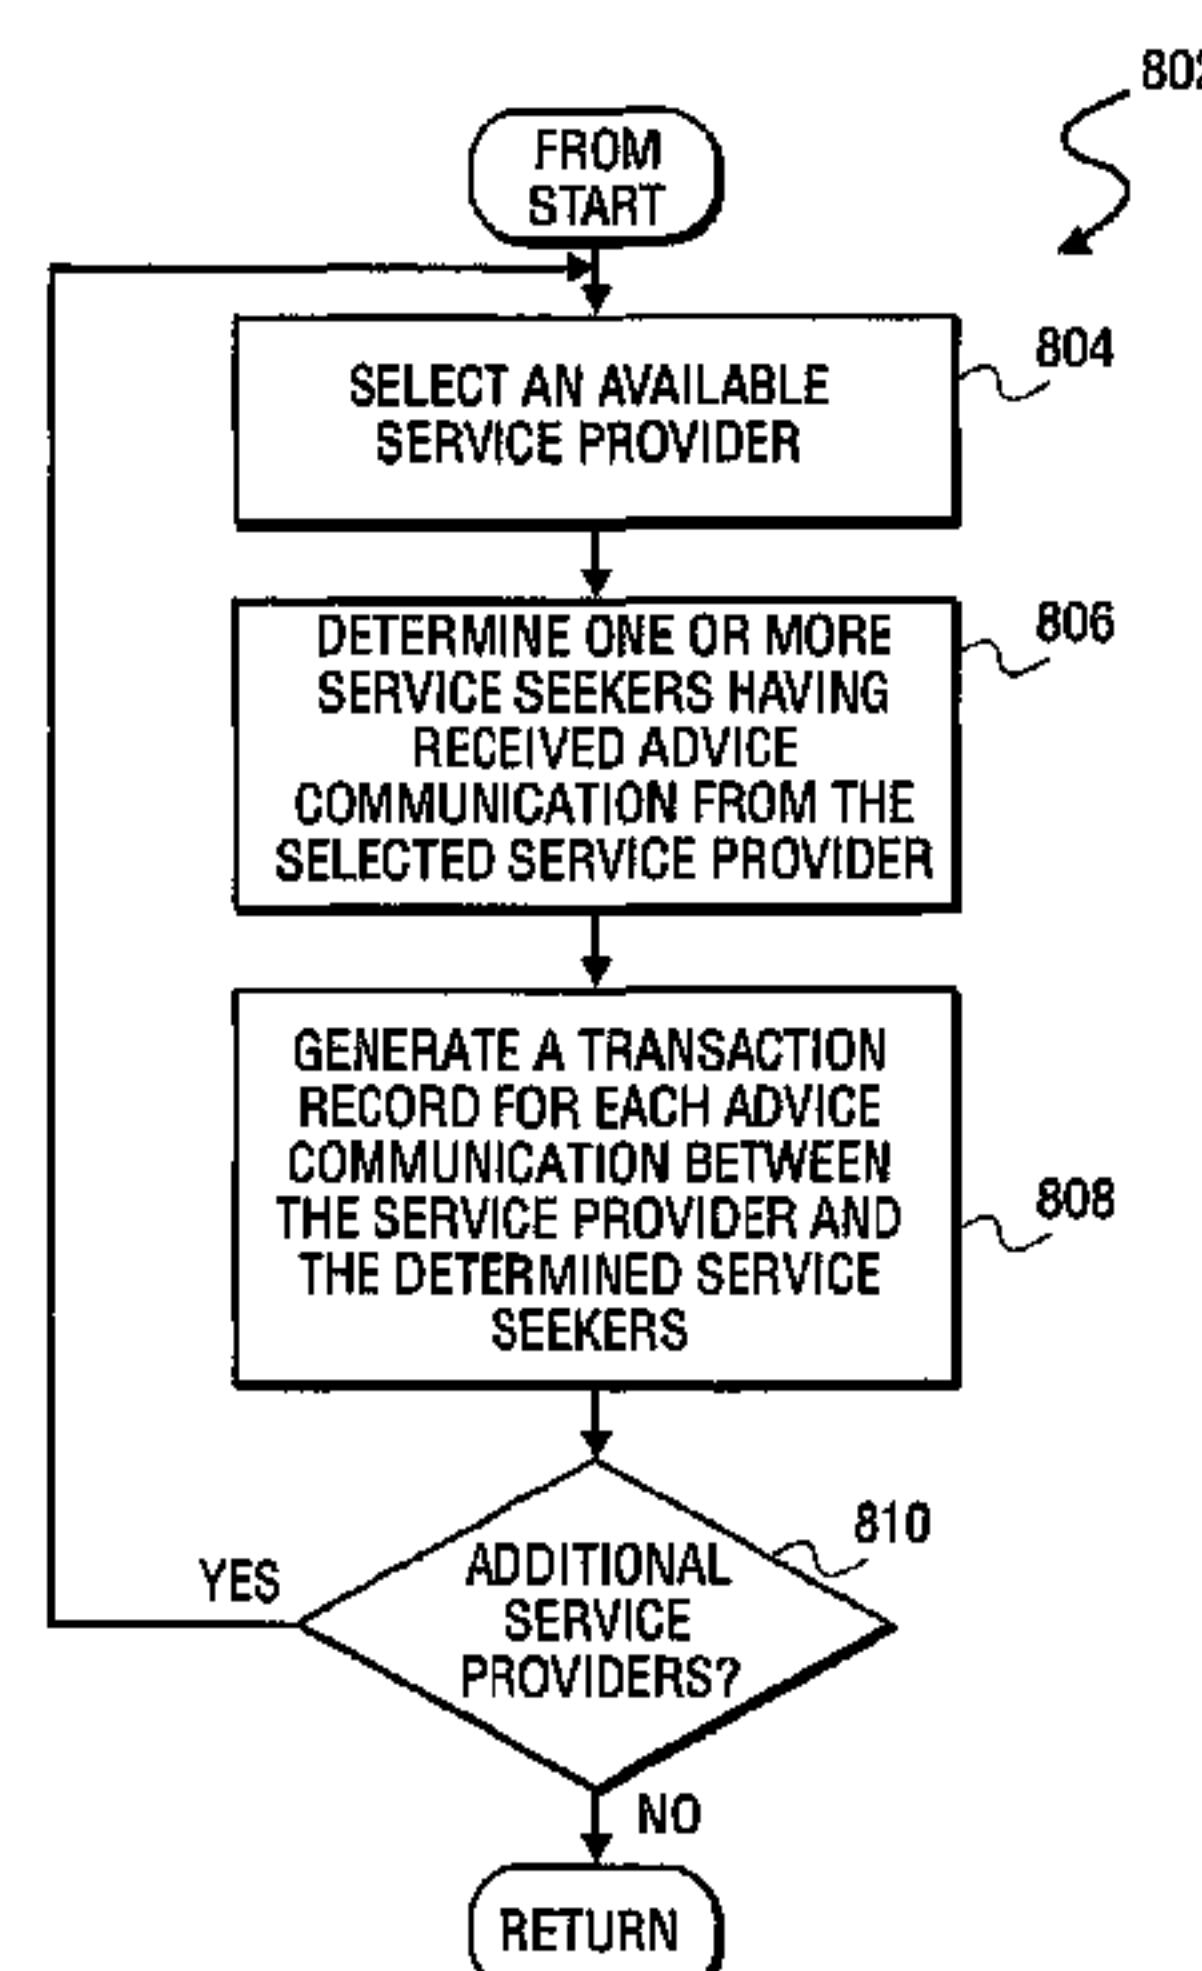 802
FROM
START
804
SELECT AN AVAILABLE
SERVICE PROVIDER
806
DETERMINE ONE OR MORE
SERVICE SEEKERS HAVING
RECEIVED ADVICE
COMMUNICATION FROM THE
SELECTED SERVICE PROVIDER
GENERATE A TRANSACTION
RECORD FOR EACH ADVICE
COMMUNICATION BETWEEN
THE SERVICE PROVIDER AND
THE DETERMINED SERVICE
SEEKERS
808
810
ADDITIONAL
SERVICE
PROVIDERS?
YES
NO
RETURN